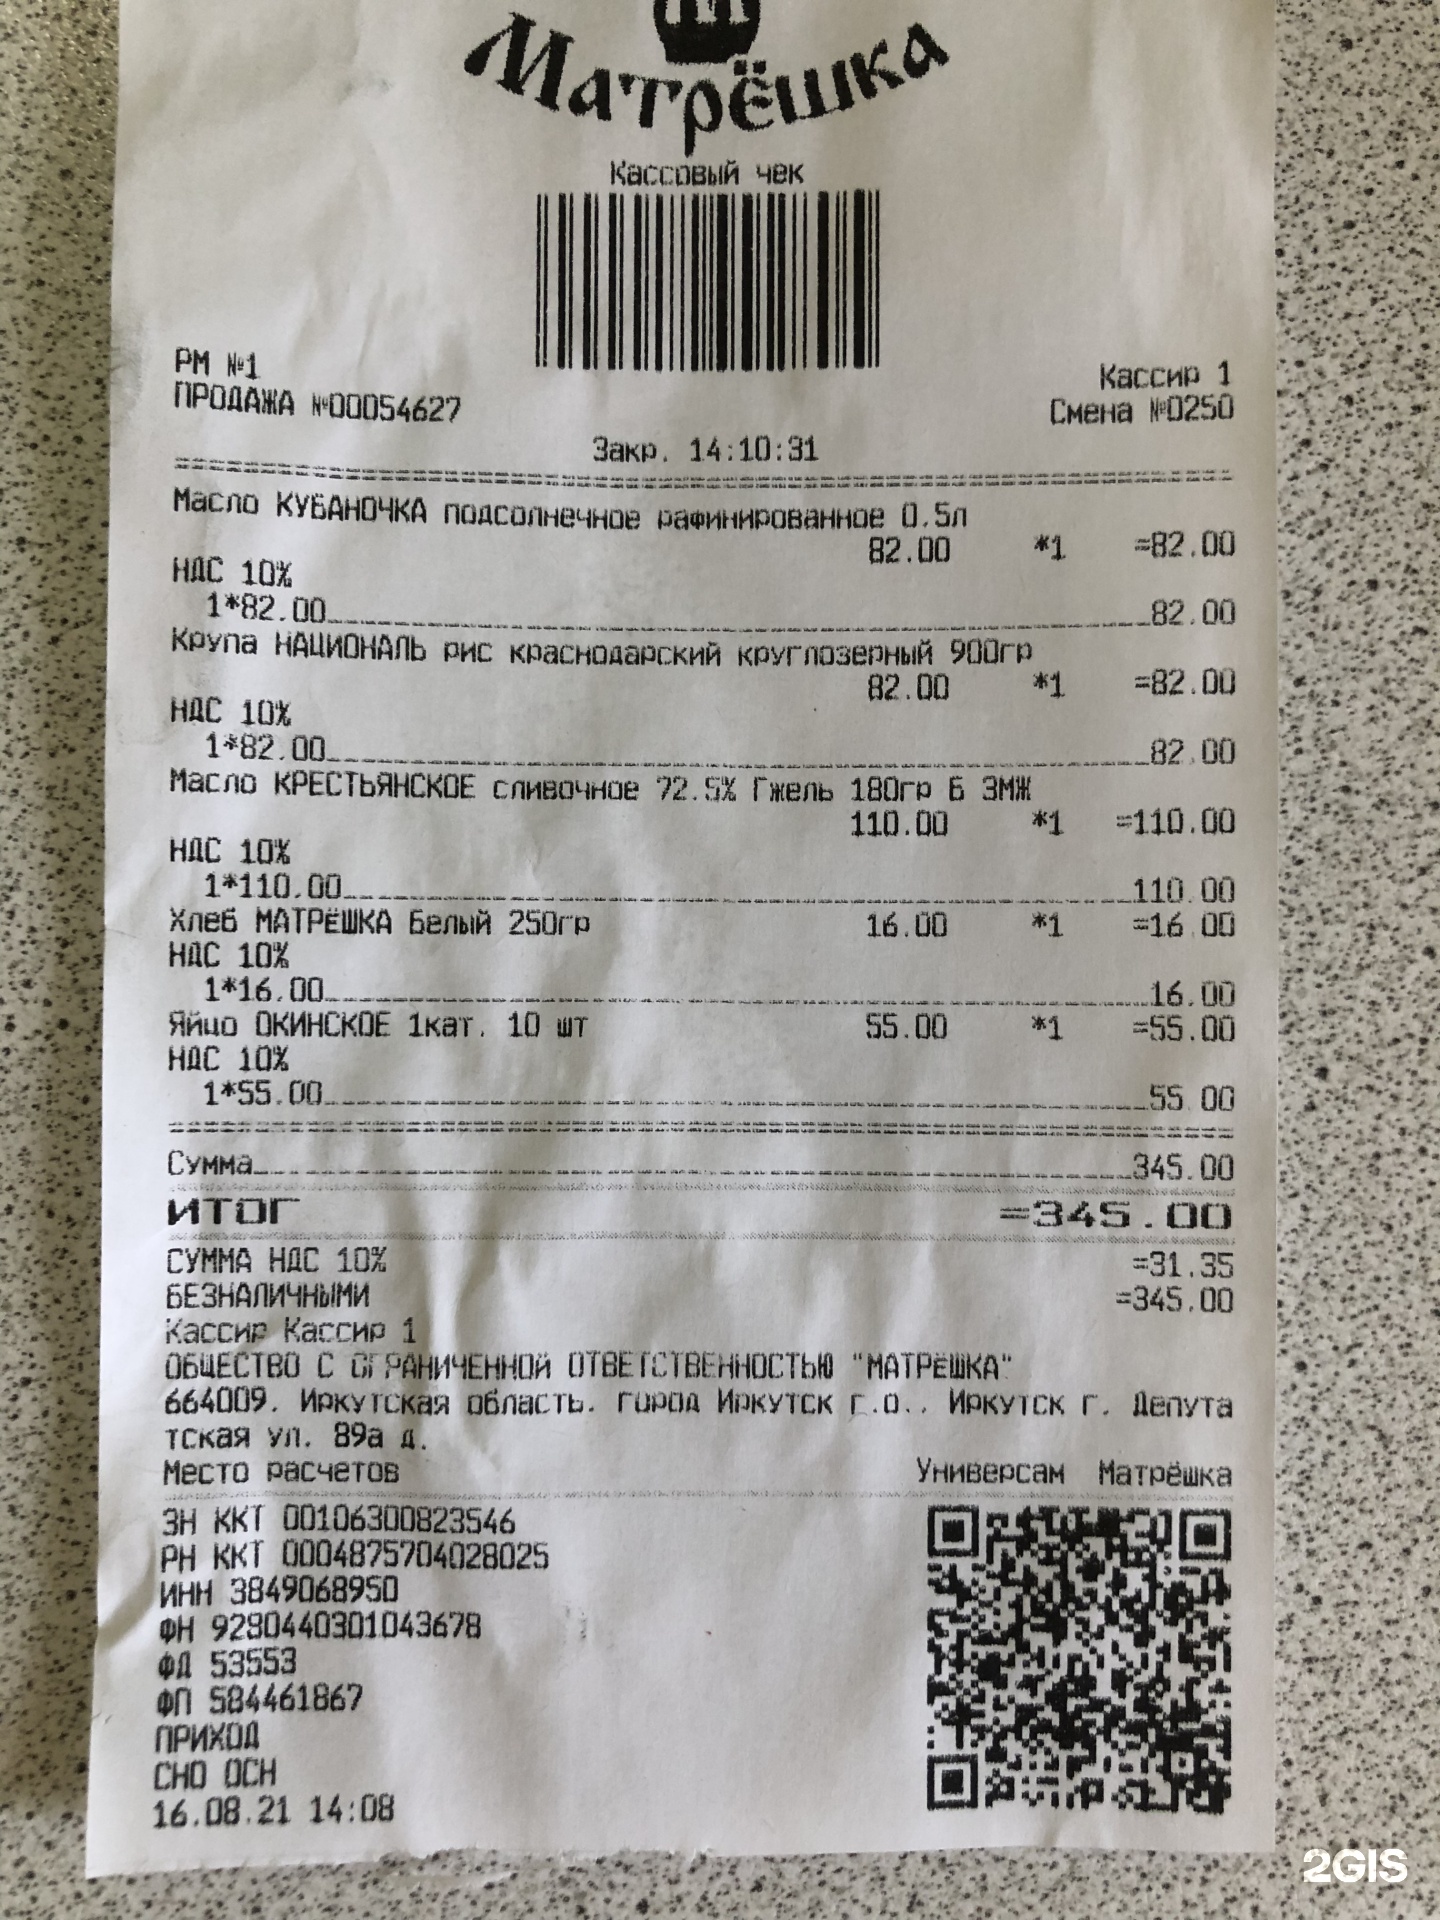 Матрёшка
Кассовый чек
РМ №1
Кассир 1
ПРОДАЖА №00054627
Смена №0250
Закр. 14:10:31
Масло КУБАНОЧКА подсолнечное рафинированное 0.5л
82.00 *1 =82.00
НДС 10%
1*82.00 82.00
Крупа НАЦИОНАЛЬ рис краснодарский круглозерный 900гр
82.00 *1 =82.00
НДС 10%
1*82.00 82.00
Масло КРЕСТЬЯНСКОЕ сливочное 72.5% Гжель 180гр Б ЗМЖ
110.00 *1 =110.00
НДС 10%
1*110.00 110.00
Хлеб МАТРЁШКА Белый 250гр 16.00 *1 =16.00
НДС 10%
1*16.00 16.00
Яйцо ОКИНСКОЕ 1кат. 10 шт 55.00 *1 =55.00
НДС 10%
1*55.00 55.00
Сумма 345.00
ИТОГ =345.00
СУММА НДС 10% =31.35
БЕЗНАЛИЧНЫМИ =345.00
Кассир Кассир 1
ОБЩЕСТВО С ОГРАНИЧЕННОЙ ОТВЕТСТВЕННОСТЬЮ "МАТРЁШКА"
664009, Иркутская область, город Иркутск г.о., Иркутск г. Депута
тская ул. 89а д.
Место расчетов Универсам Матрёшка
ЗН ККТ 00106300823546
РН ККТ 0004875704028025
ИНН 3849068950
ФН 9280440301043678
ФД 53553
ФП 584461867
ПРИХОД
СНО ОСН
16.08.21 14:08
2GIS